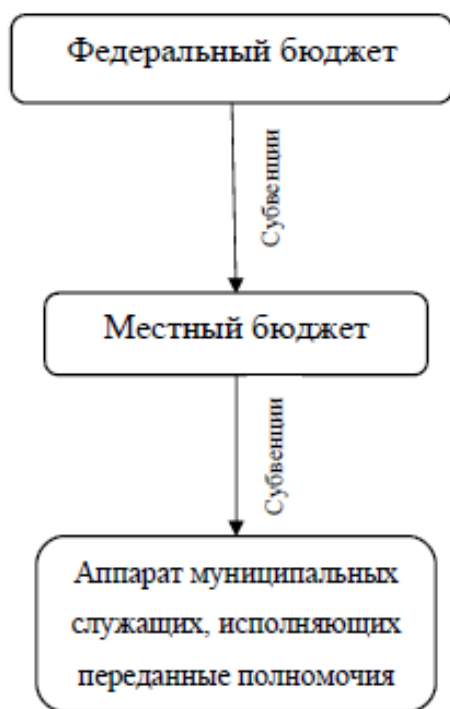 Федеральный бюджет
Субвенции
Местный бюджет
Субвенции
Аппарат муниципальных
служащих, исполняющих
переданные полномочия